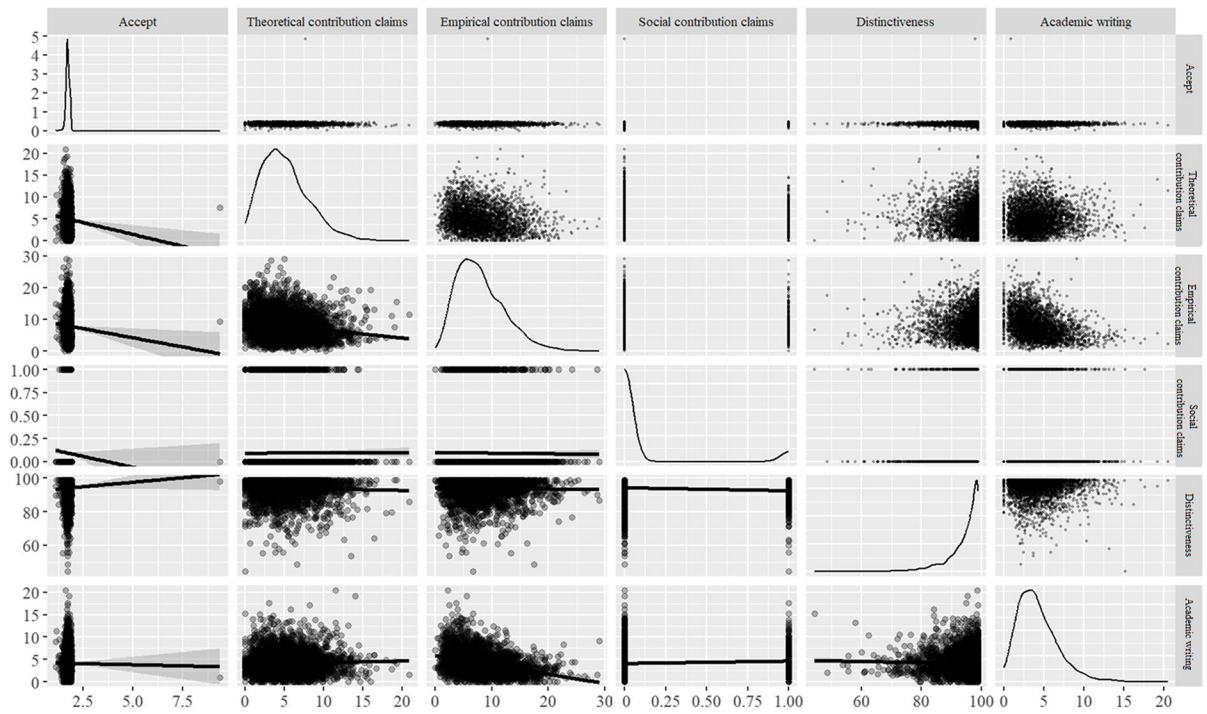 Accept
Theoretical contribution claims
Empirical contribution claims
Social contribution claims
Distinctiveness
Academic writing
5
4
3
2
1
0
Accept
20
15
10
5
0
Theoretical
contribution claims
30
20
10
0
Empirical
contribution claims
1.00
0.75
0.50
0.25
0.00
Social
contribution claims
100
80
60
Distinctiveness
20
15
10
5
0
Academic writing
2.5 5.0 7.5
0 5 10 15 20
0 10 20 30
0 0.25 0.50 0.75 1.00
60 80 100
0 5 10 15 20